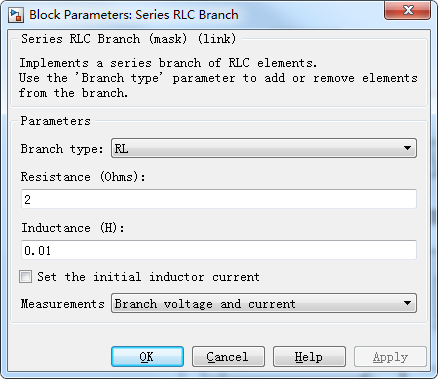 Block Parameters: Series RLC Branch
Series RLC Branch (mask) (link)
Implements a series branch of RLC elements.
Use the 'Branch type' parameter to add or remove elements
from the branch.
Parameters
Branch type: RL
Resistance (Ohms):
2
Inductance (H):
0.01
Set the initial inductor current
Measurements Branch voltage and current
OK Cancel Help Apply